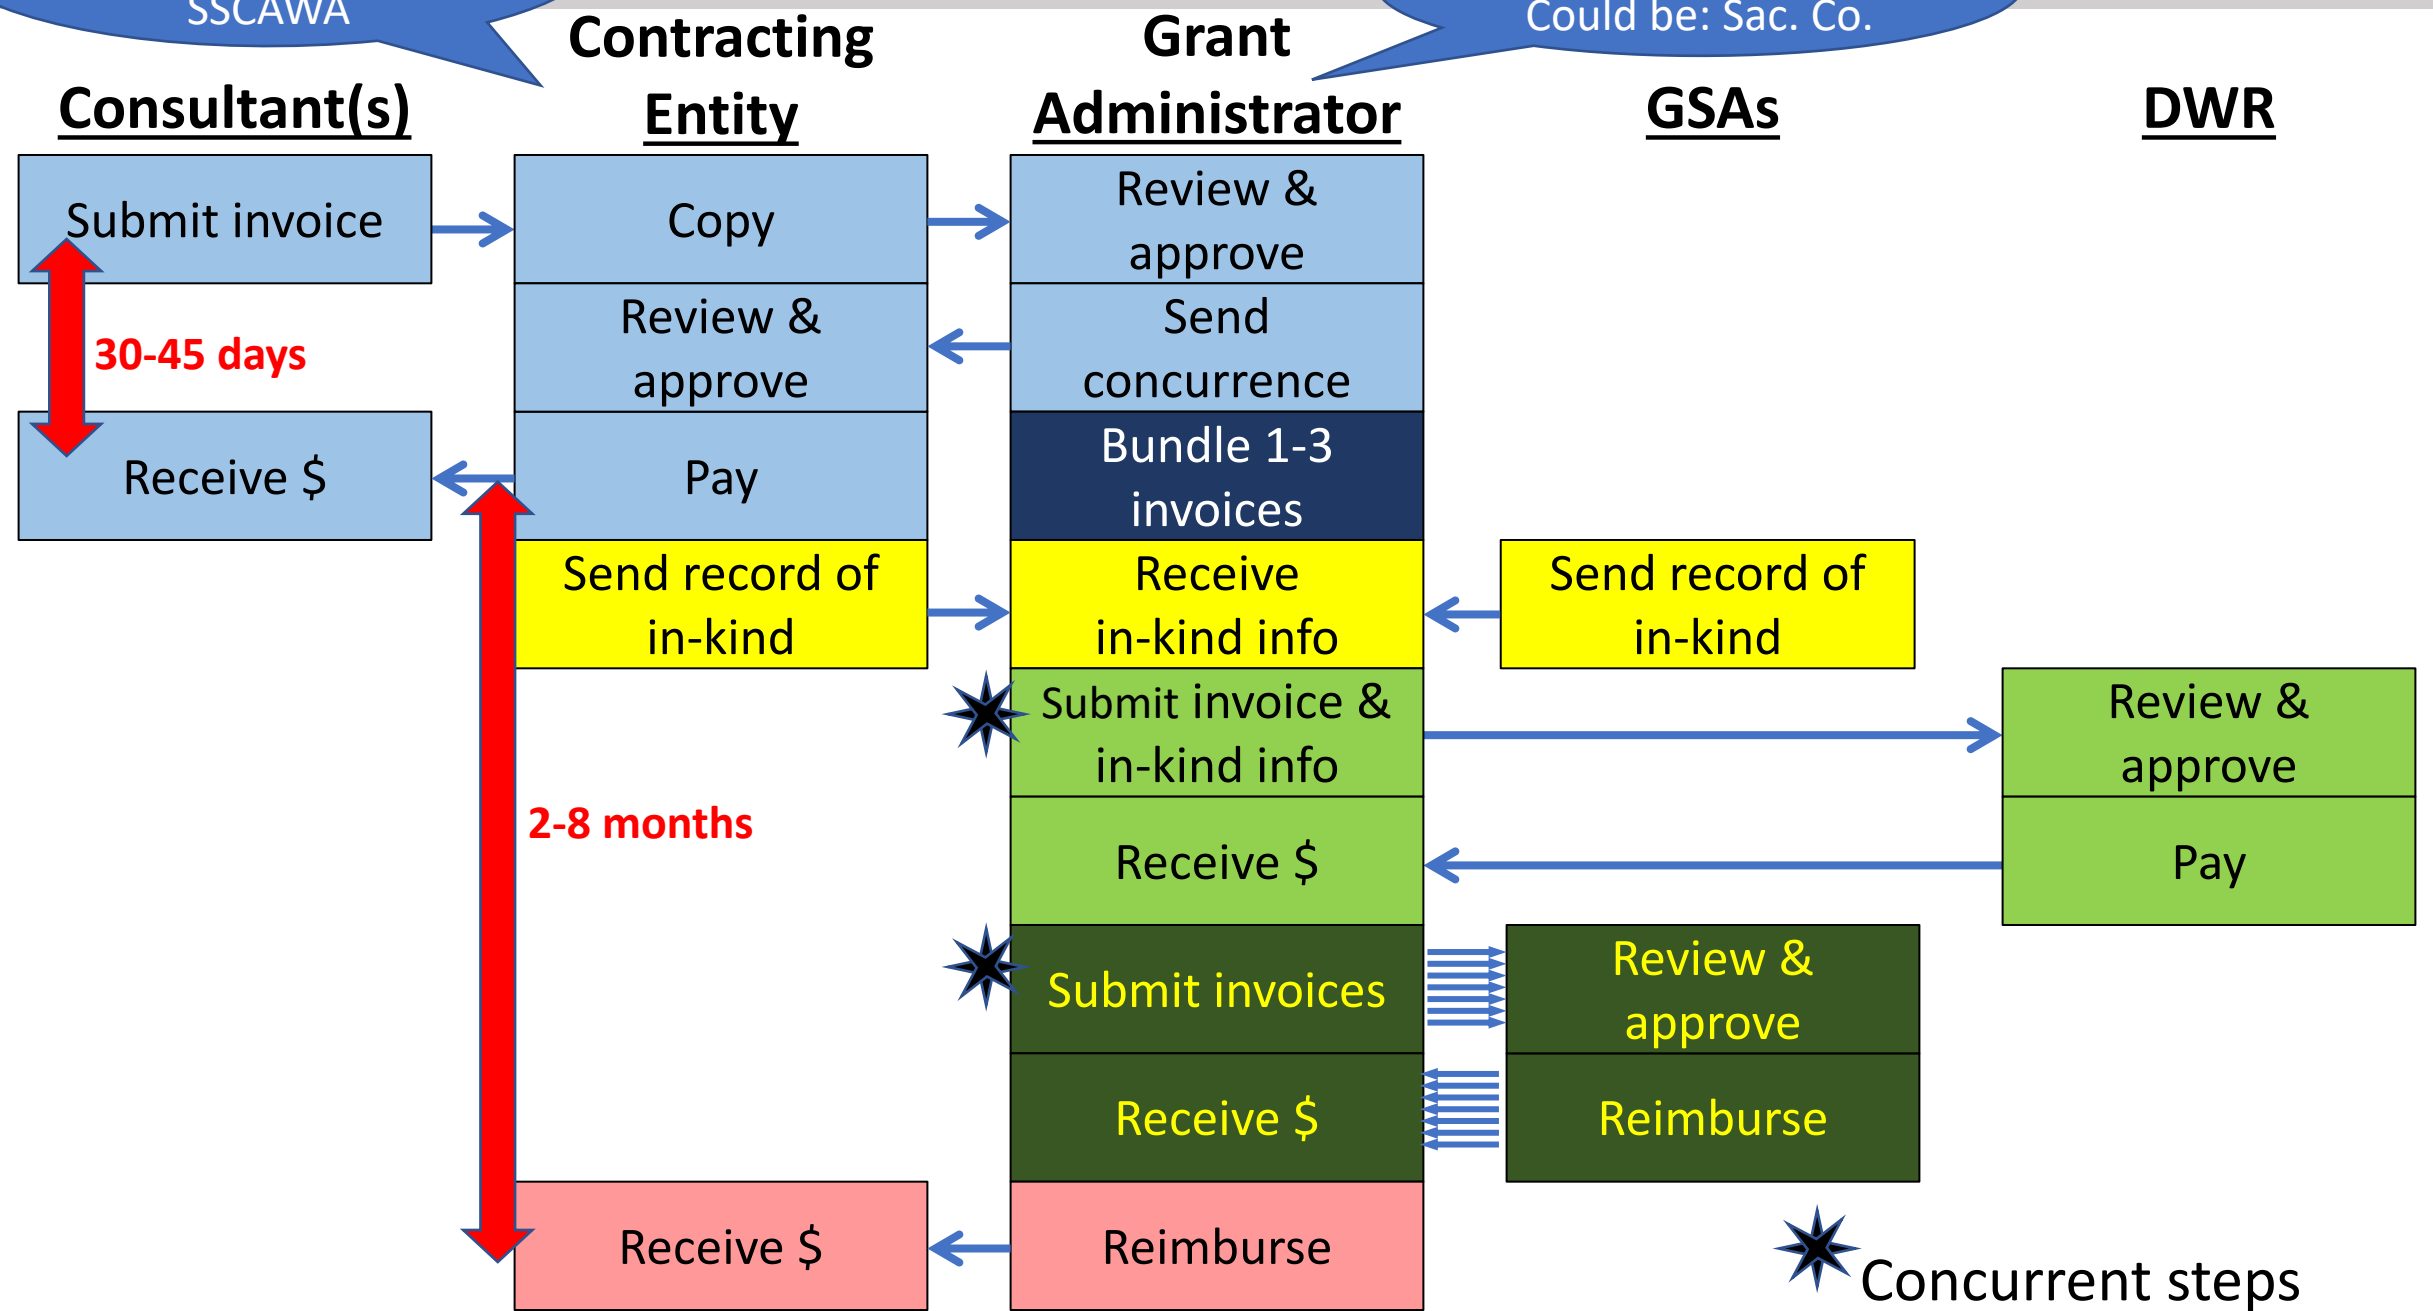 SSCAWA
Could be: Sac. Co.
Contracting
Grant
Consultant(s)
Entity
Administrator
GSAs
DWR
Submit invoice
Copy
Review &
approve
Review &
approve
Send
concurrence
30-45 days
Receive $
Pay
Bundle 1-3
invoices
Send record of
in-kind
Receive
in-kind info
Send record of
in-kind
Submit invoice &
in-kind info
Review &
approve
2-8 months
Receive $
Pay
Submit invoices
Review &
approve
Receive $
Reimburse
Receive $
Reimburse
Concurrent steps